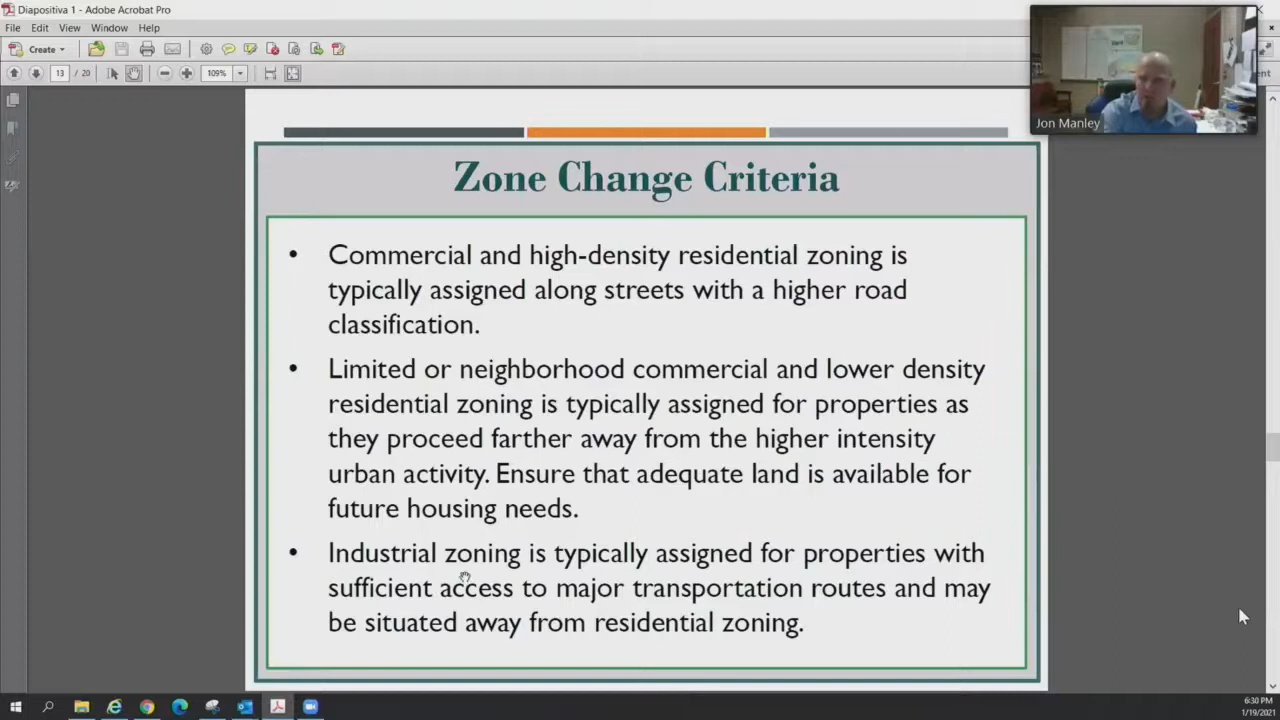 Diapositiva 1 - Adobe Acrobat Pro
File Edit View Window Help
Create
13 / 20 109%
Jon Manley
Zone Change Criteria
• Commercial and high-density residential zoning is
typically assigned along streets with a higher road
classification.
• Limited or neighborhood commercial and lower density
residential zoning is typically assigned for properties as
they proceed farther away from the higher intensity
urban activity. Ensure that adequate land is available for
future housing needs.
• Industrial zoning is typically assigned for properties with
sufficient access to major transportation routes and may
be situated away from residential zoning.
6:30 PM
1/19/2021